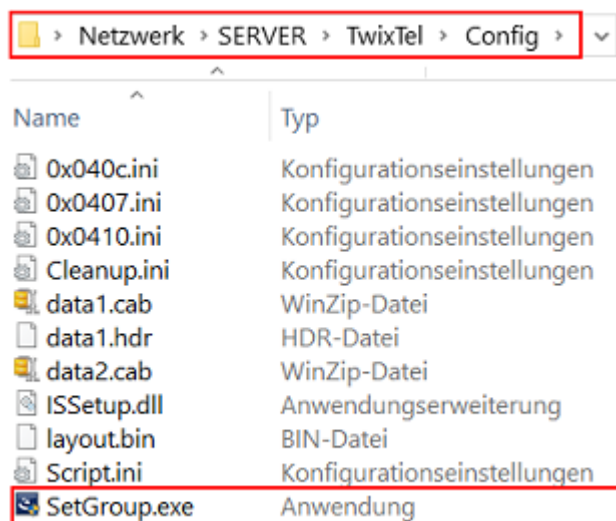 Netzwerk > SERVER > TwixTel > Config >
Name Typ
0x040c.ini Konfigurationseinstellungen
0x0407.ini Konfigurationseinstellungen
0x0410.ini Konfigurationseinstellungen
Cleanup.ini Konfigurationseinstellungen
data1.cab WinZip-Datei
data1.hdr HDR-Datei
data2.cab WinZip-Datei
ISSetup.dll Anwendungserweiterung
layout.bin BIN-Datei
Script.ini Konfigurationseinstellungen
SetGroup.exe Anwendung